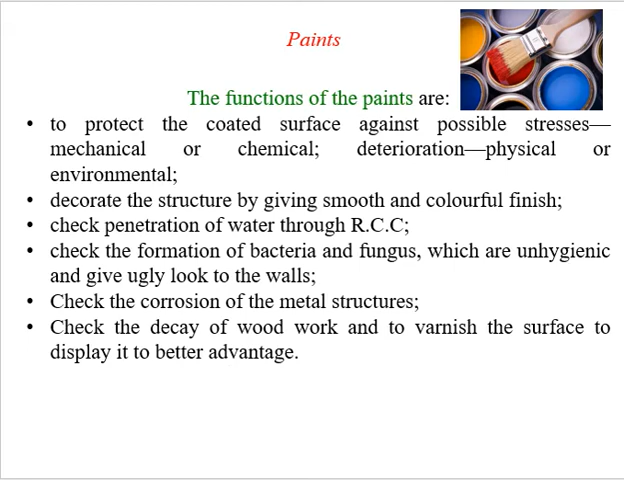 Paints
The functions of the paints are:
• to protect the coated surface against possible stresses—
mechanical or chemical; deterioration—physical or
environmental;
• decorate the structure by giving smooth and colourful finish;
• check penetration of water through R.C.C;
• check the formation of bacteria and fungus, which are unhygienic
and give ugly look to the walls;
• Check the corrosion of the metal structures;
• Check the decay of wood work and to varnish the surface to
display it to better advantage.